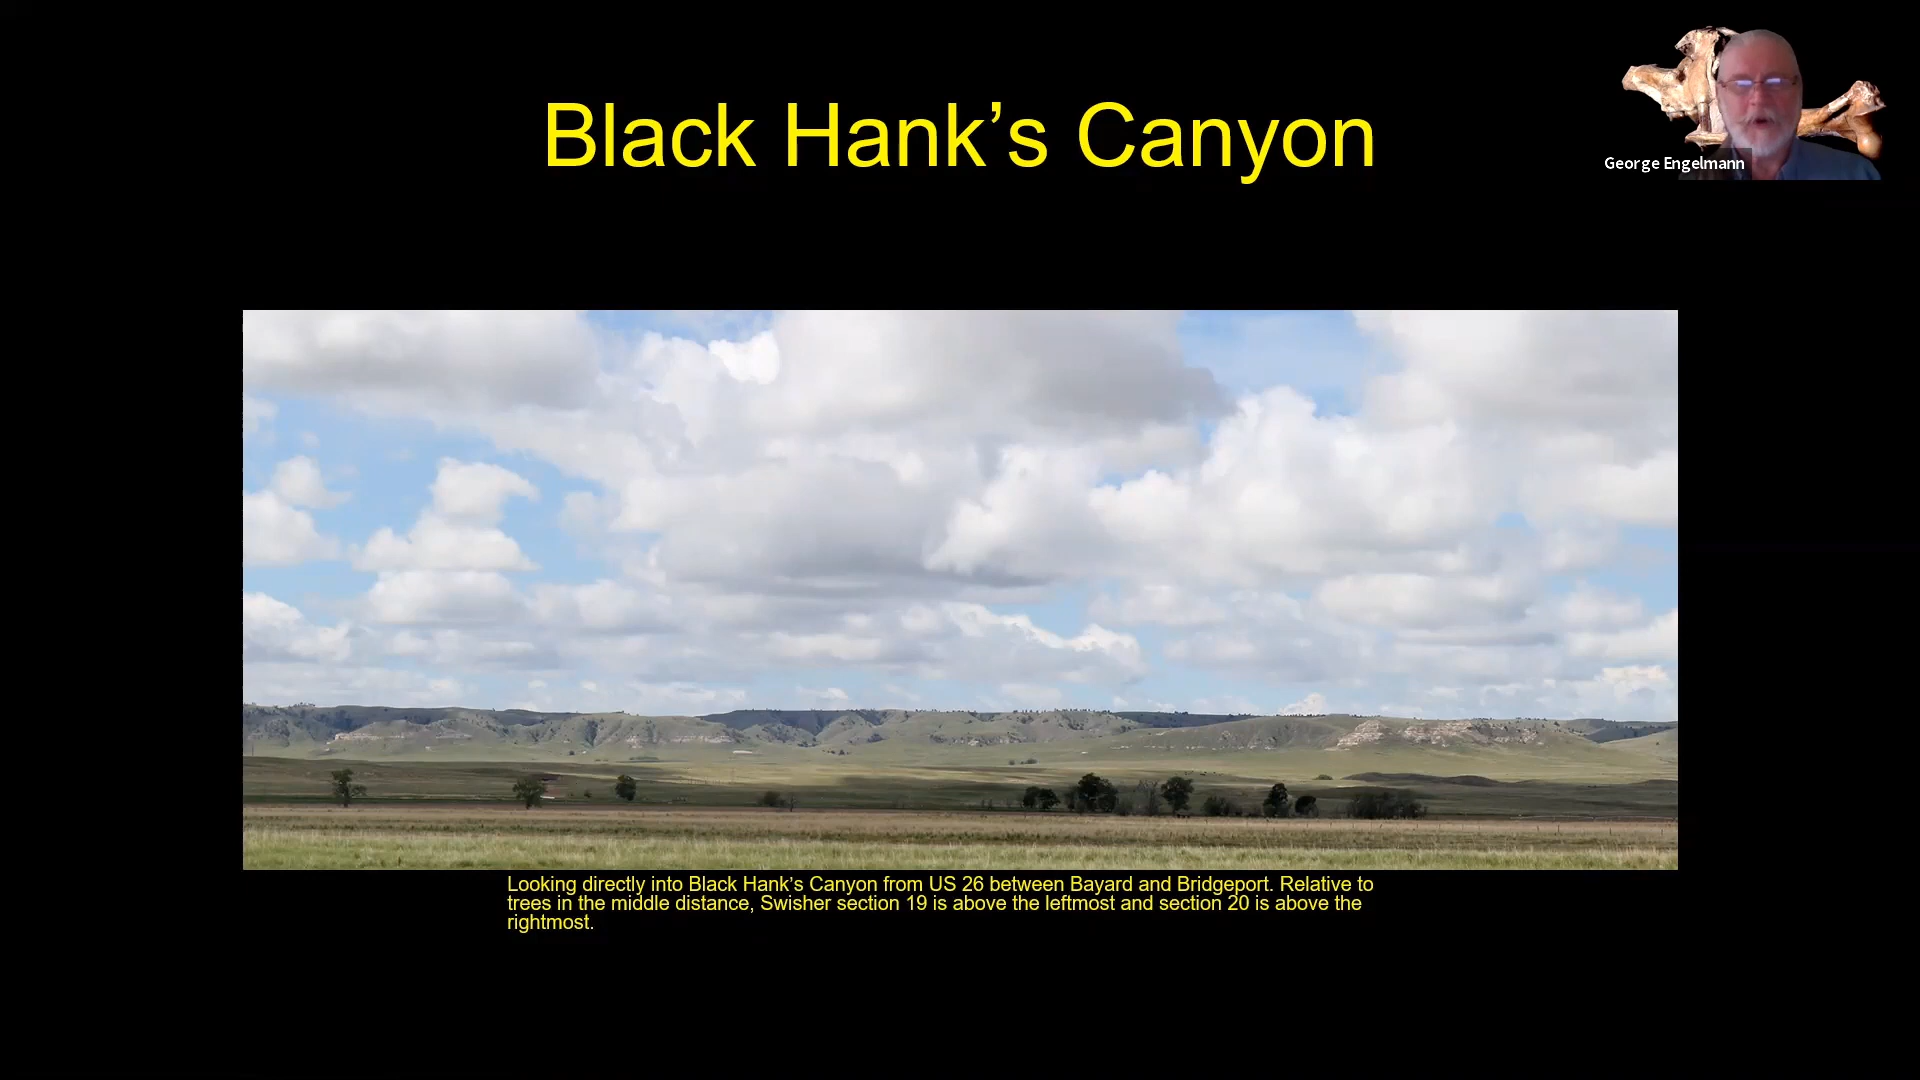 Black Hank’s Canyon
George Engelmann
Looking directly into Black Hank’s Canyon from US 26 between Bayard and Bridgeport. Relative to
trees in the middle distance, Swisher section 19 is above the leftmost and section 20 is above the
rightmost.